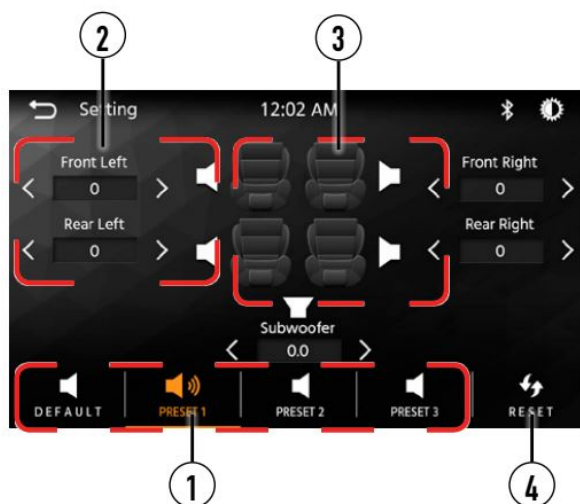 2
3
Setting
12:02 AM
Front Left
0
Front Right
0
Rear Left
0
Rear Right
0
Subwoofer
0.0
DEFAULT
PRESET 1
PRESET 2
PRESET 3
RESET
1
4